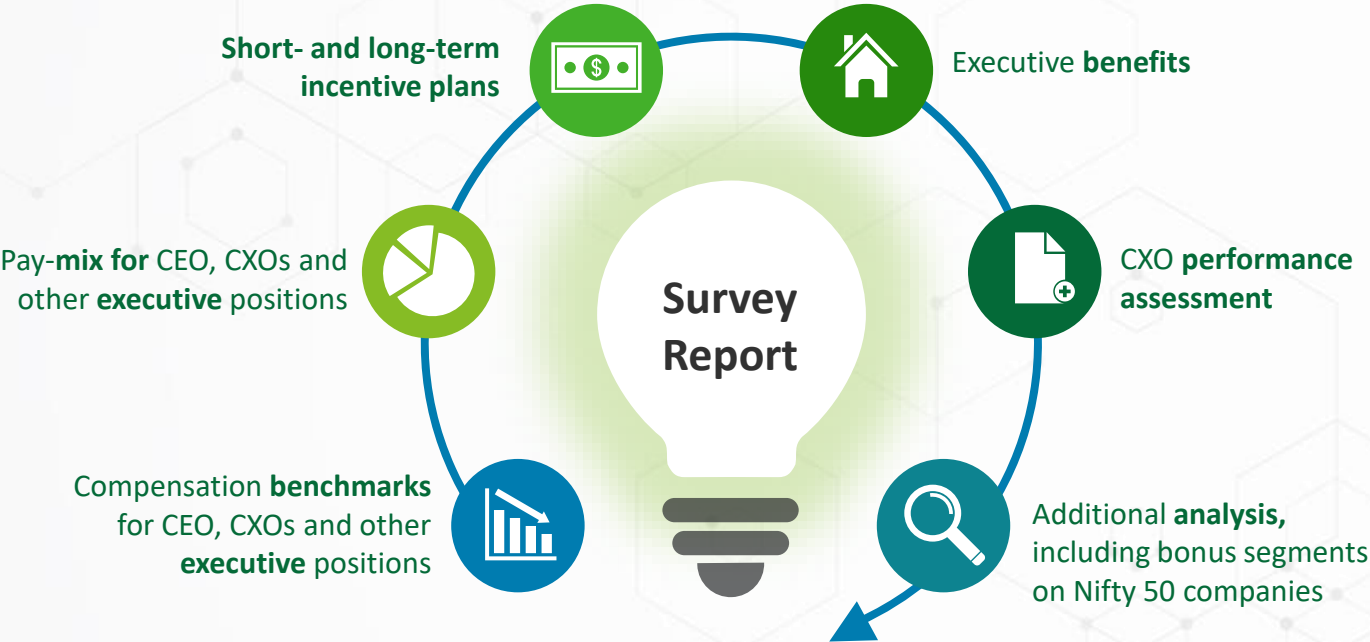 Short- and long-term
incentive plans
Executive benefits
Pay-mix for CEO, CXOs and
other executive positions
Survey
Report
CXO performance
assessment
Compensation benchmarks
for CEO, CXOs and other
executive positions
Additional analysis,
including bonus segments
on Nifty 50 companies
$